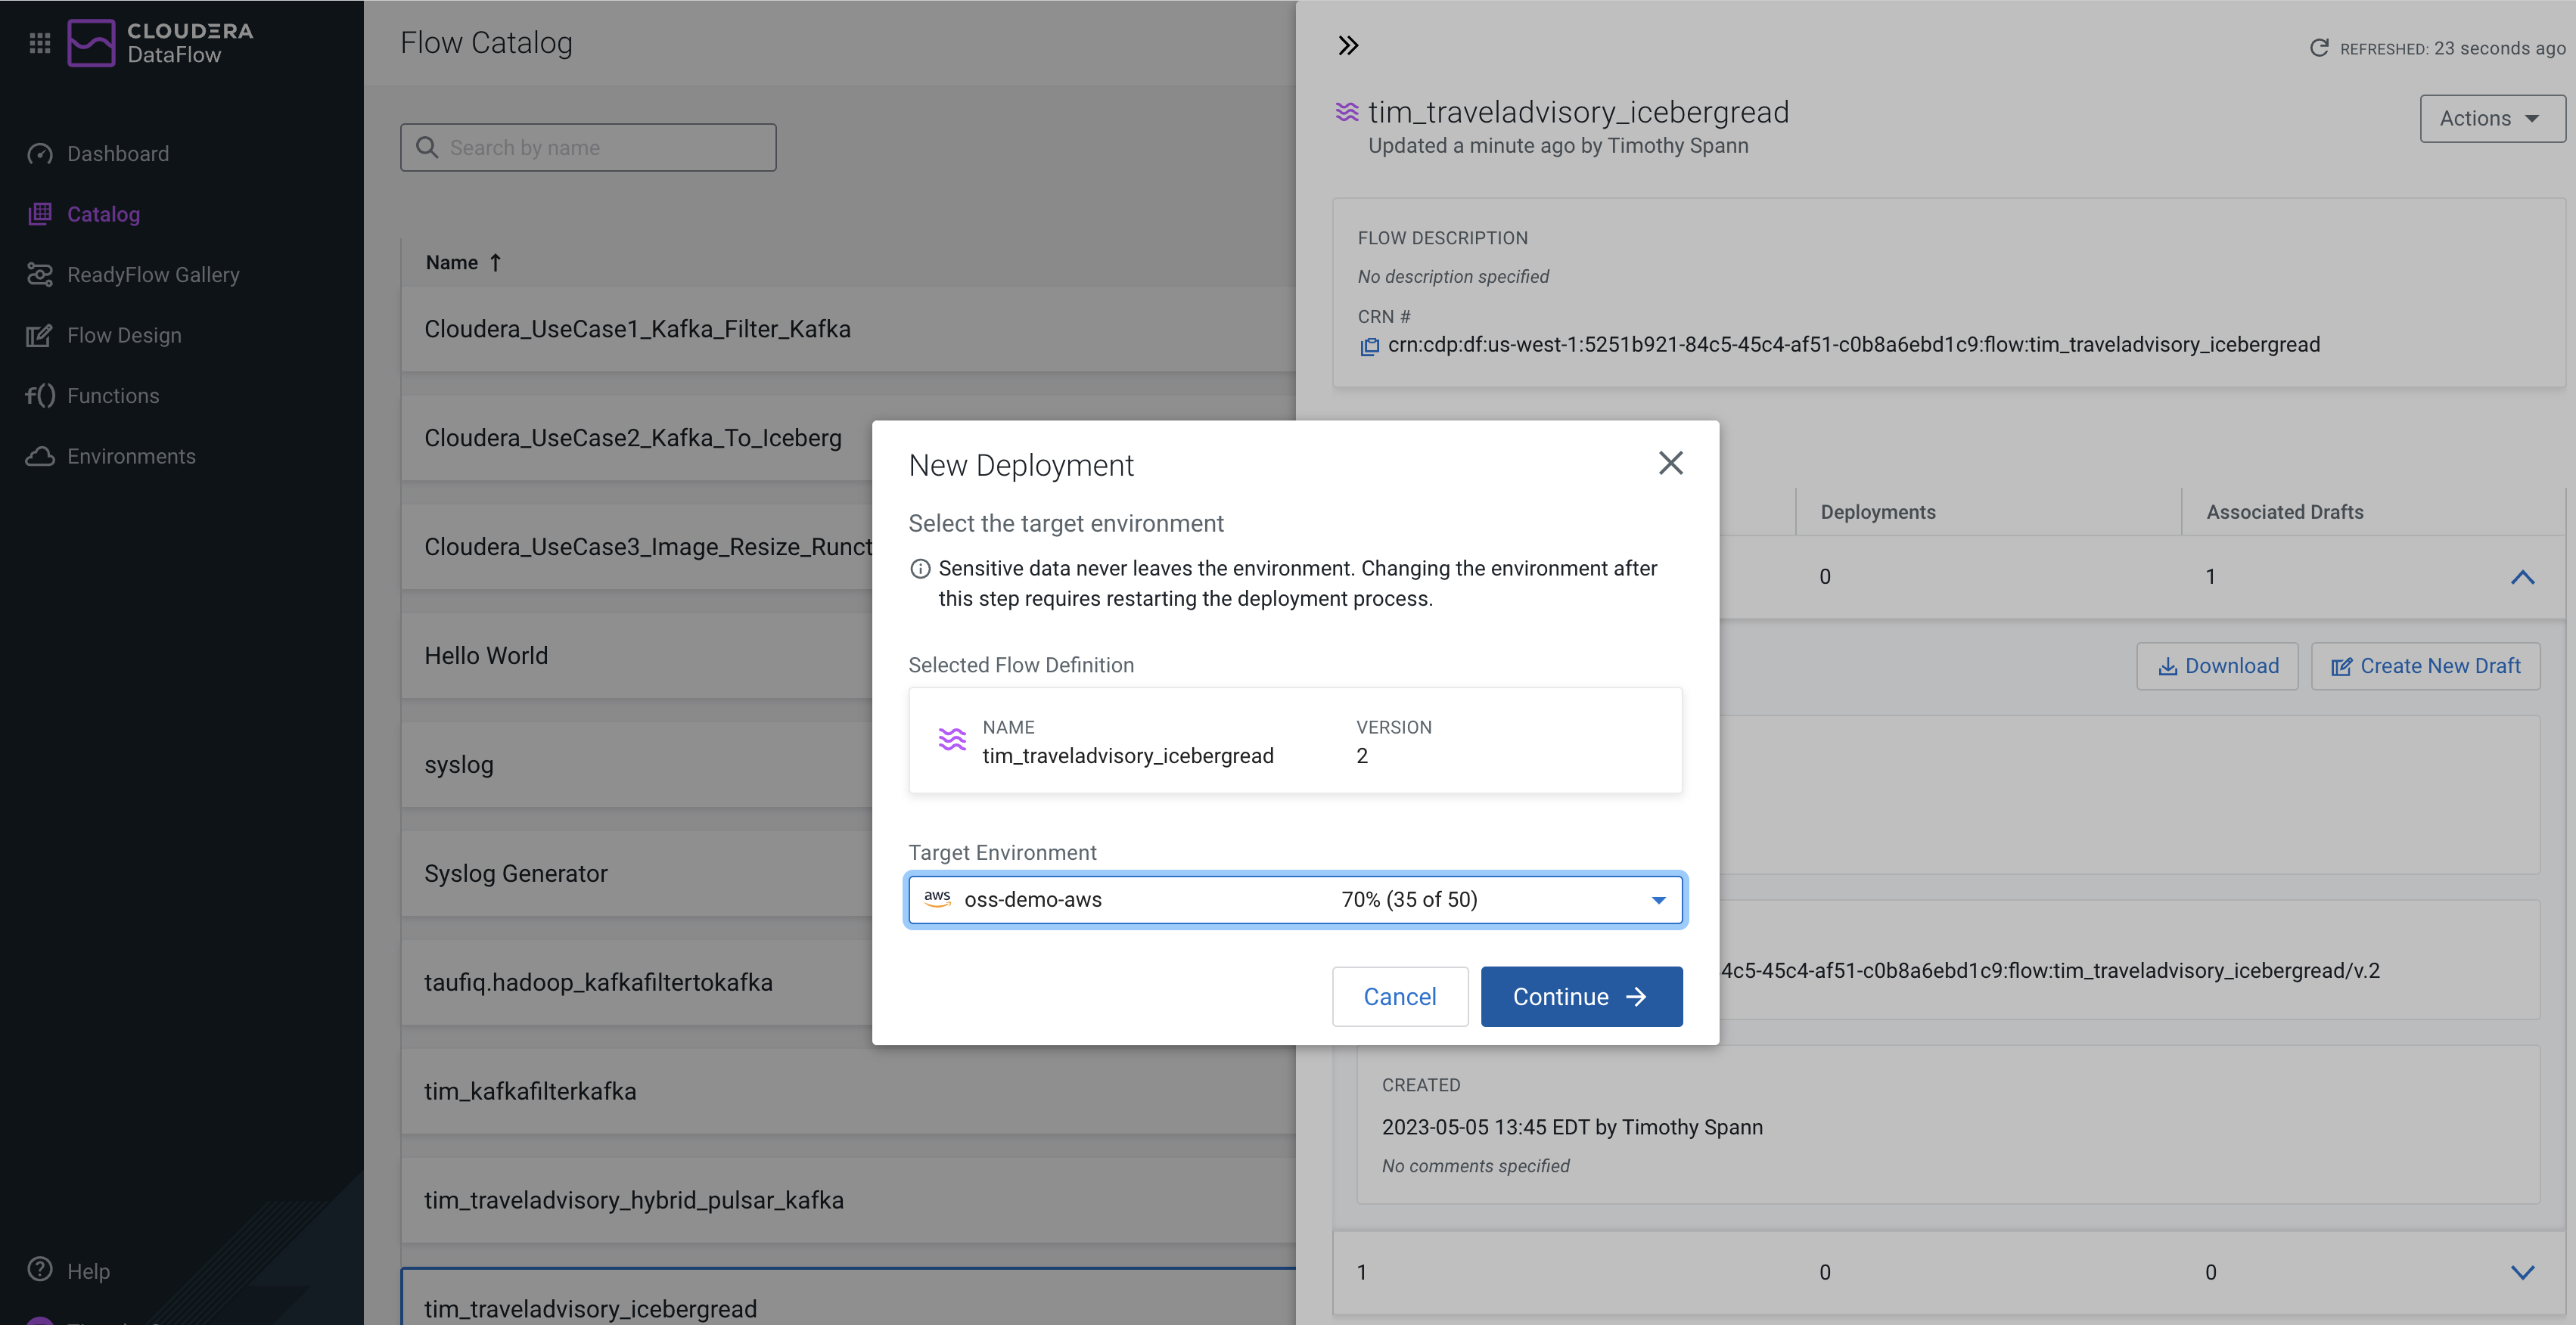 CLOUDERA
DataFlow
Dashboard
Catalog
ReadyFlow Gallery
Flow Design
f() Functions
Environments
Help
Flow Catalog
Search by name
Name ↑
Cloudera_UseCase1_Kafka_Filter_Kafka
Cloudera_UseCase2_Kafka_To_Iceberg
Cloudera_UseCase3_Image_Resize_Runct
Hello World
syslog
Syslog Generator
taufiq.hadoop_kafkafiltertokafka
tim_kafkafilterkafka
tim_traveladvisory_hybrid_pulsar_kafka
tim_traveladvisory_icebergread
REFRESHED: 23 seconds ago
tim_traveladvisory_icebergread
Updated a minute ago by Timothy Spann
Actions
FLOW DESCRIPTION
No description specified
CRN #
crn:cdp:df:us-west-1:5251b921-84c5-45c4-af51-c0b8a6ebd1c9:flow:tim_traveladvisory_icebergread
Deployments Associated Drafts
0 1
Download Create New Draft
4c5-45c4-af51-c0b8a6ebd1c9:flow:tim_traveladvisory_icebergread/v.2
CREATED
2023-05-05 13:45 EDT by Timothy Spann
No comments specified
1 0 0
New Deployment
Select the target environment
Sensitive data never leaves the environment. Changing the environment after
this step requires restarting the deployment process.
Selected Flow Definition
NAME VERSION
tim_traveladvisory_icebergread 2
Target Environment
aws oss-demo-aws 70% (35 of 50)
Cancel Continue →